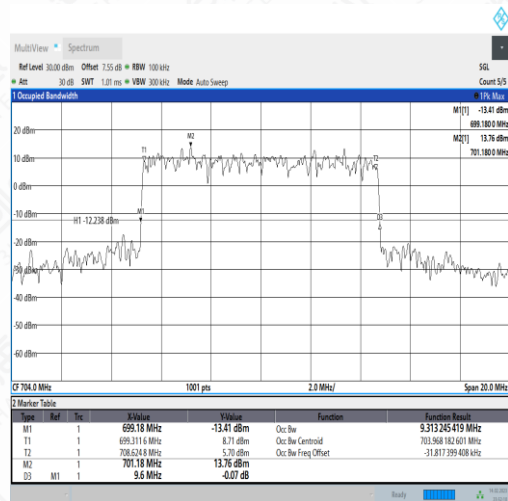 MultiView Spectrum
Ref Level 30.00 dBm Offset 7.55 dB RBW 100 kHz SGL
Att 30 dB SWT 1.01 ms VBW 300 kHz Mode Auto Sweep Count 5/5
1 Occupied Bandwidth 1Pk Max
M1[1] -13.41 dBm
699.180 0 MHz
M2[1] 13.76 dBm
701.180 0 MHz
20 dBm
M2
T1
T2
10 dBm
0 dBm
M1
-10 dBm
H1 -12.238 dBm
D3
-20 dBm
-30 dBm
-40 dBm
-50 dBm
-60 dBm
CF 704.0 MHz 1001 pts 2.0 MHz/ Span 20.0 MHz
2 Marker Table
Type Ref Trc X-Value Y-Value Function Function Result
M1 1 699.18 MHz -13.41 dBm Occ Bw 9.313 245 419 MHz
T1 1 699.311 6 MHz 8.71 dBm Occ Bw Centroid 703.968 182 601 MHz
T2 1 708.624 8 MHz 5.70 dBm Occ Bw Freq Offset -31.817 399 408 kHz
M2 1 701.18 MHz 13.76 dBm
D3 M1 1 9.6 MHz -0.07 dB
Ready